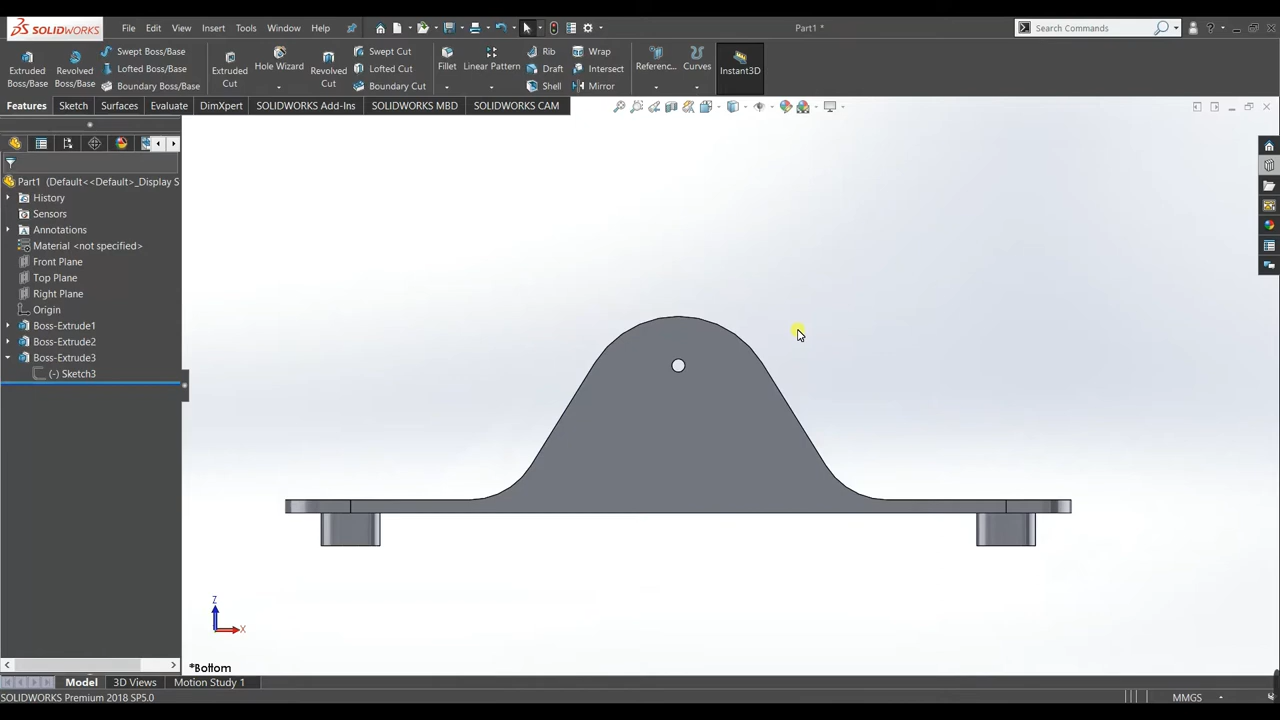 SOLIDWORKS File Edit View Insert Tools Window Help Part1 * Search Commands
Extruded Boss/Base Revolved Boss/Base Swept Boss/Base Lofted Boss/Base Boundary Boss/Base Extruded Cut Hole Wizard Revolved Cut Swept Cut Lofted Cut Boundary Cut Fillet Linear Pattern Rib Draft Shell Wrap Intersect Mirror Referenc... Curves Instant3D
Features Sketch Surfaces Evaluate DimXpert SOLIDWORKS Add-Ins SOLIDWORKS MBD SOLIDWORKS CAM
Part1 (Default<<Default>_Display S
History
Sensors
Annotations
Material <not specified>
Front Plane
Top Plane
Right Plane
Origin
Boss-Extrude1
Boss-Extrude2
Boss-Extrude3
(-) Sketch3
Z
X
*Bottom
Model 3D Views Motion Study 1
SOLIDWORKS Premium 2018 SP5.0 MMGS